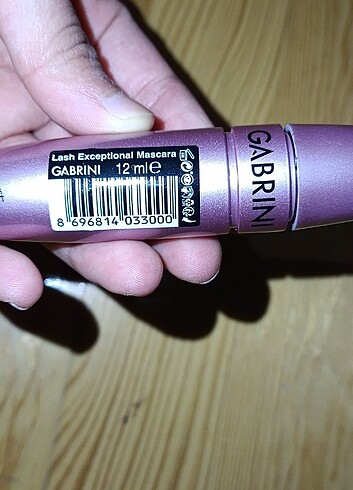 Lash Exceptional Mascara
GABRINI 12 ml e
8 696814 033000
GABRINI